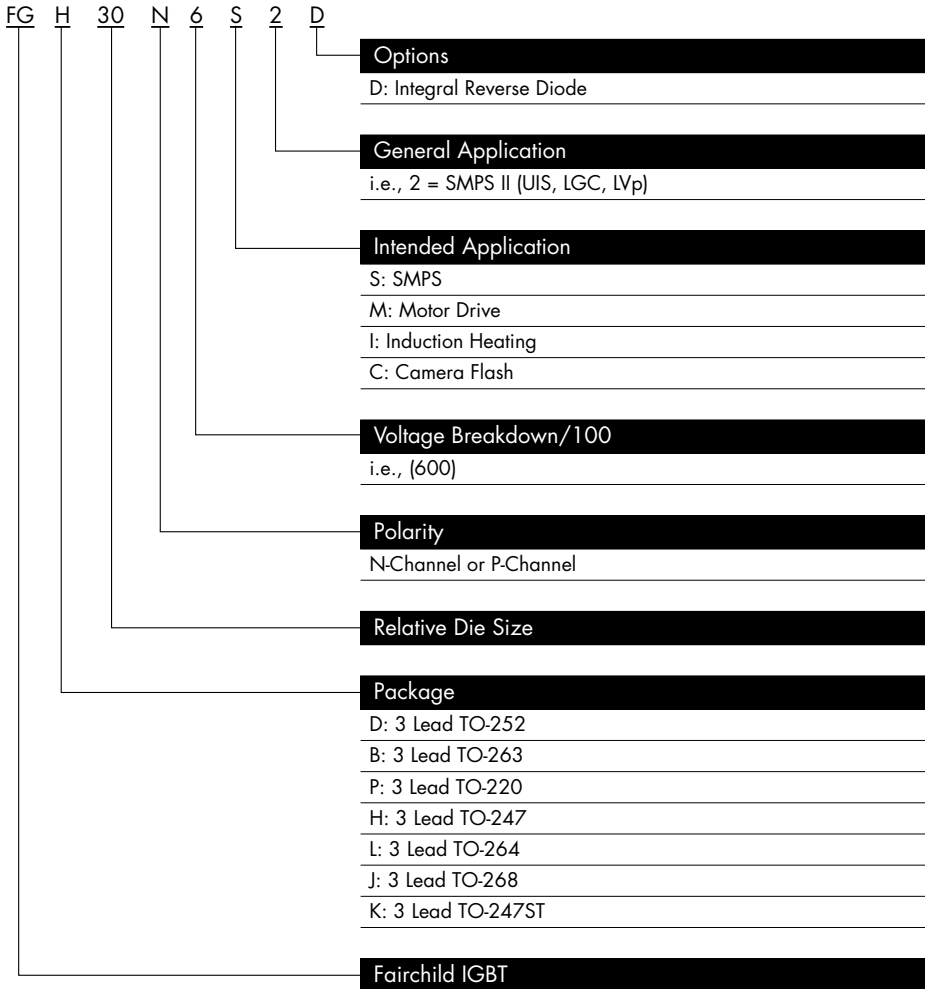 FG H 30 N 6 S 2 D
Options
D: Integral Reverse Diode
General Application
i.e., 2 = SMPS II (UIS, LGC, LVp)
Intended Application
S: SMPS
M: Motor Drive
I: Induction Heating
C: Camera Flash
Voltage Breakdown/100
i.e., (600)
Polarity
N-Channel or P-Channel
Relative Die Size
Package
D: 3 Lead TO-252
B: 3 Lead TO-263
P: 3 Lead TO-220
H: 3 Lead TO-247
L: 3 Lead TO-264
J: 3 Lead TO-268
K: 3 Lead TO-247ST
Fairchild IGBT